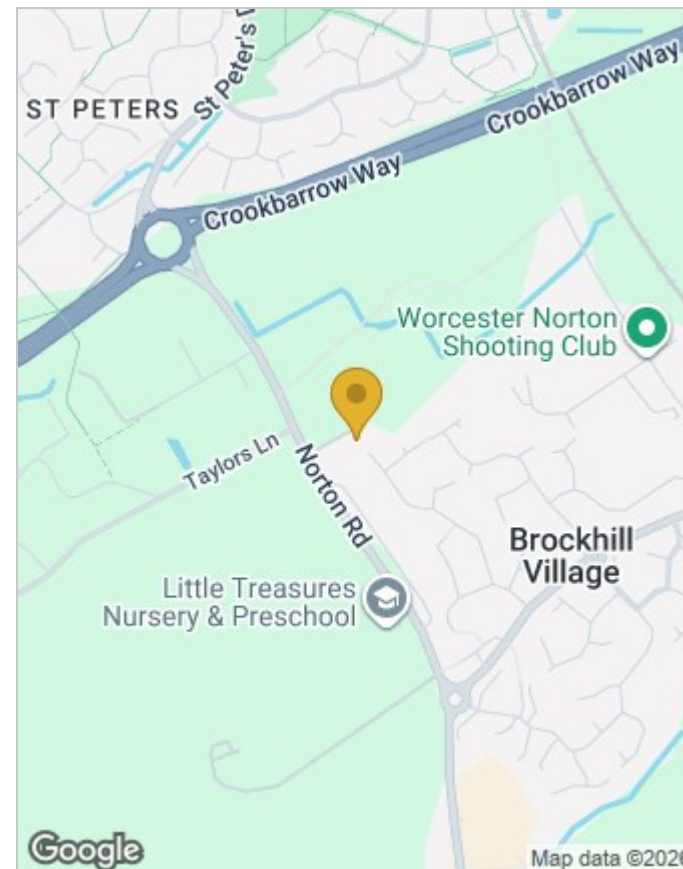 ST PETERS
St Peter's D
Crookbarrow Way
Crookbarrow Way
Worcester Norton
Shooting Club
Taylors Ln
Norton Rd
Brockhill
Village
Little Treasures
Nursery & Preschool
Google
Map data ©2026